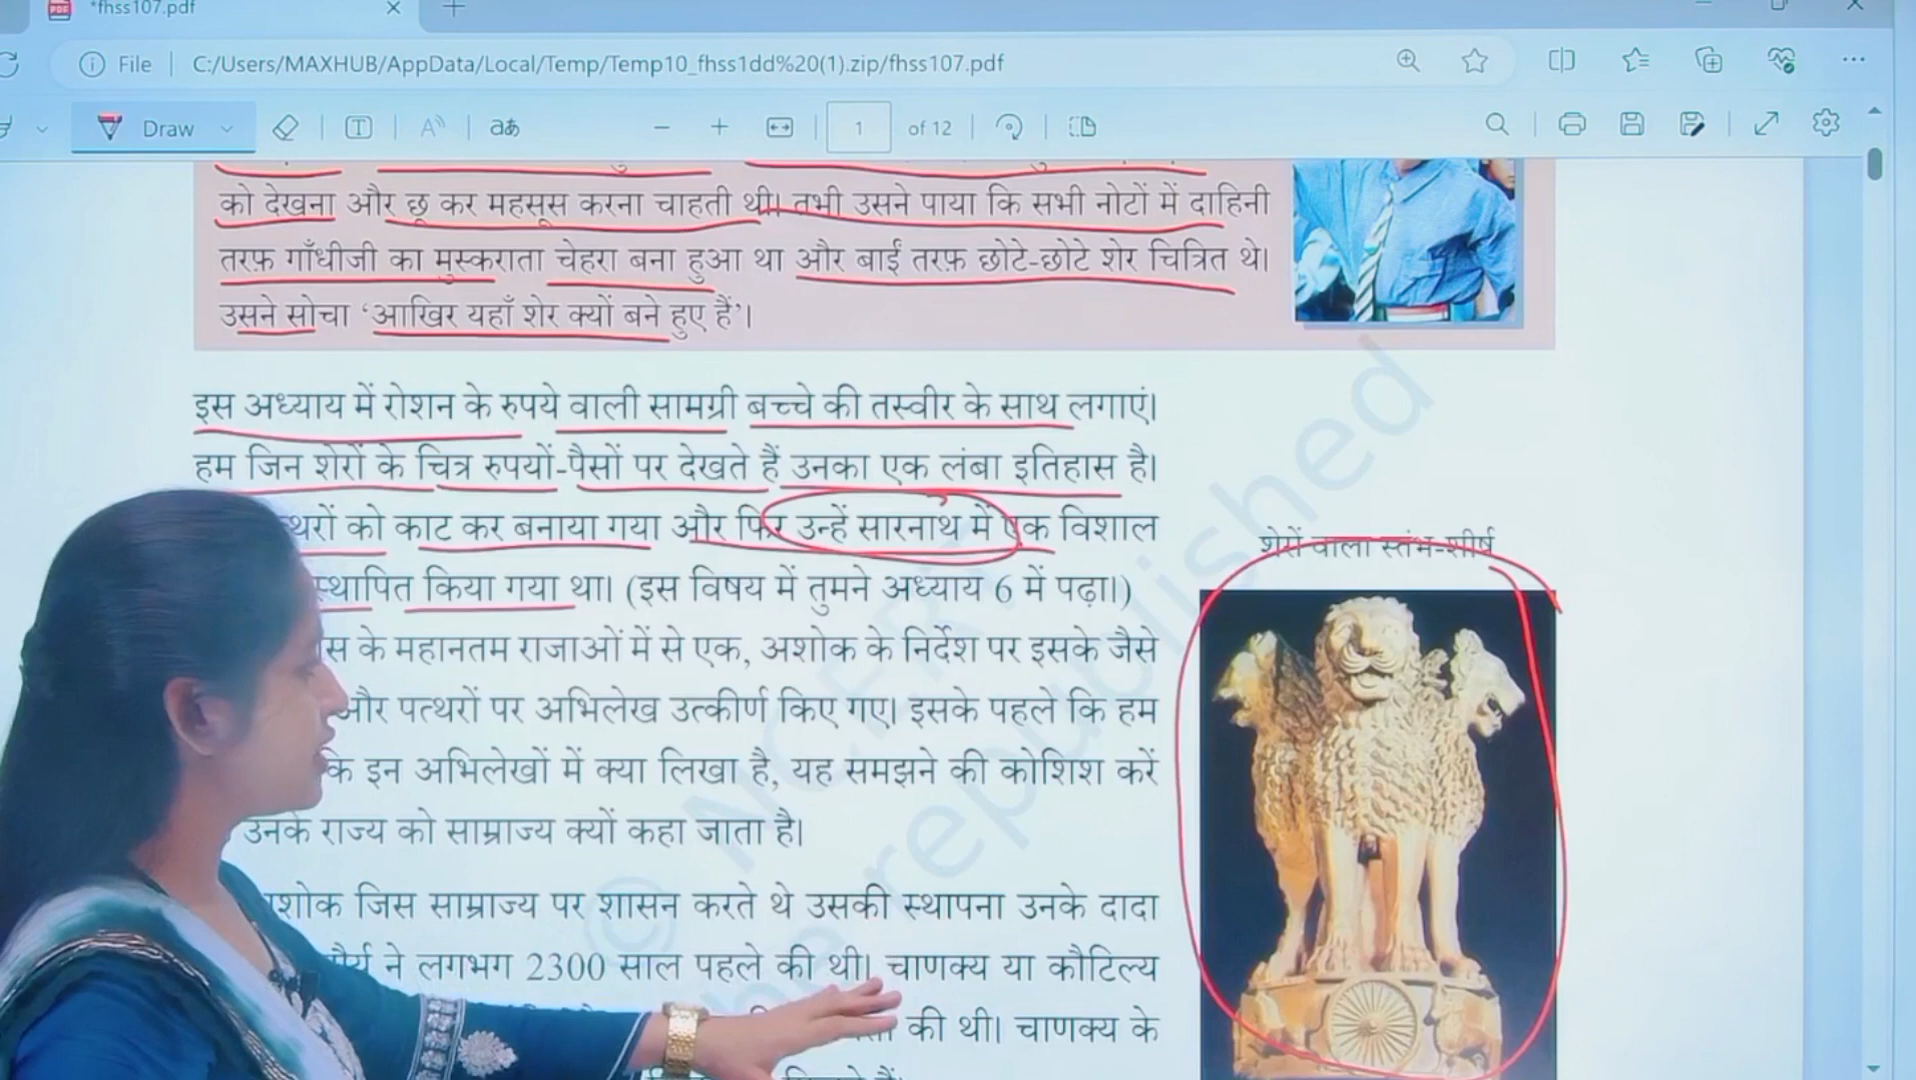 *fhss107.pdf
File C:/Users/MAXHUB/AppData/Local/Temp/Temp10_fhss1dd%20(1).zip/fhss107.pdf
Draw 1 of 12
को देखना और छू कर महसूस करना चाहती थी। तभी उसने पाया कि सभी नोटों में दाहिनी
तरफ़ गाँधीजी का मुस्कराता चेहरा बना हुआ था और बाईं तरफ़ छोटे-छोटे शेर चित्रित थे।
उसने सोचा ‘आखिर यहाँ शेर क्यों बने हुए हैं’।
इस अध्याय में रोशन के रुपये वाली सामग्री बच्चे की तस्वीर के साथ लगाएं।
हम जिन शेरों के चित्र रुपयों-पैसों पर देखते हैं उनका एक लंबा इतिहास है।
को काट कर बनाया गया और फिर उन्हें सारनाथ में एक विशाल
स्थापित किया गया था। (इस विषय में तुमने अध्याय 6 में पढ़ा।)
शेरों वाला स्तंभ-शीर्ष
के महानतम राजाओं में से एक, अशोक के निर्देश पर इसके जैसे
और पत्थरों पर अभिलेख उत्कीर्ण किए गए। इसके पहले कि हम
कि इन अभिलेखों में क्या लिखा है, यह समझने की कोशिश करें
उनके राज्य को साम्राज्य क्यों कहा जाता है।
अशोक जिस साम्राज्य पर शासन करते थे उसकी स्थापना उनके दादा
मौर्य ने लगभग 2300 साल पहले की थी। चाणक्य या कौटिल्य
की थी। चाणक्य के
© NCERT
be republished